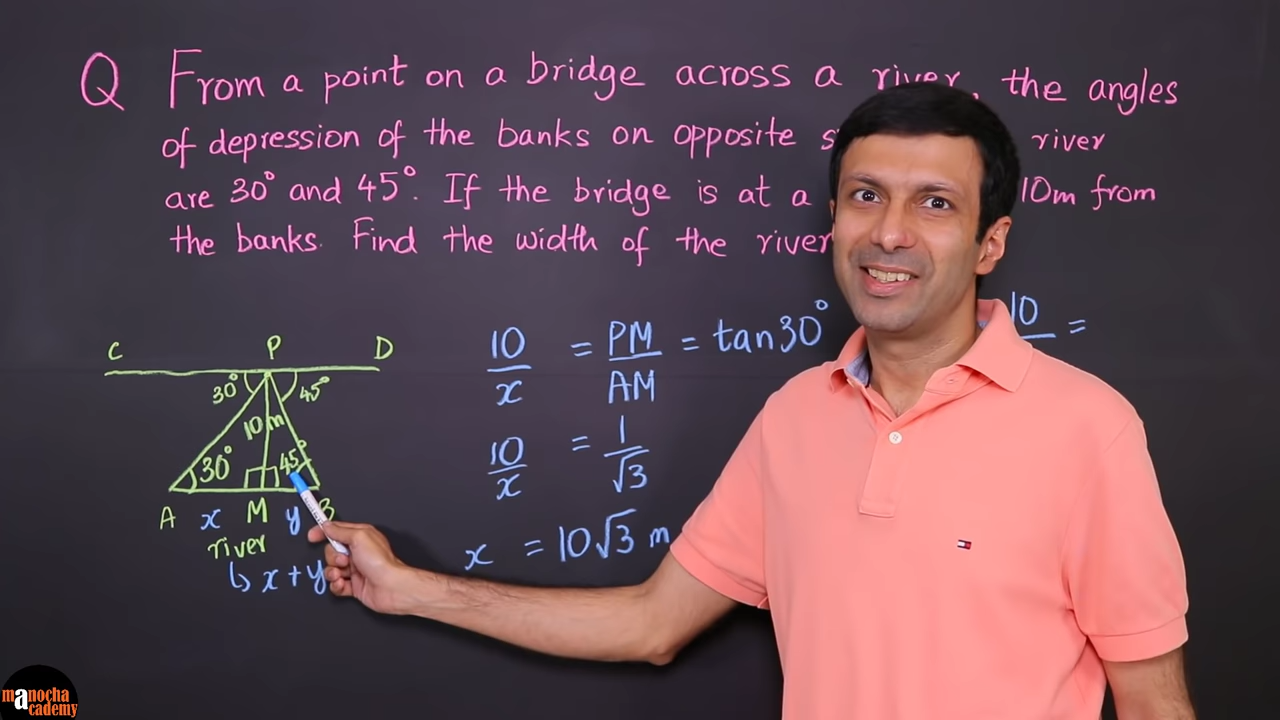 Q From a point on a bridge across a river, the angles
of depression of the banks on opposite river
are 30° and 45°. If the bridge is at a 10m from
the banks. Find the width of the river
C P D
30° 45°
10 m
30° 45°
A x M y B
river
↳ x + y
10/x = PM/AM = tan30°
10/x = 1/√3
x = 10√3 m
10 =
manocha
academy